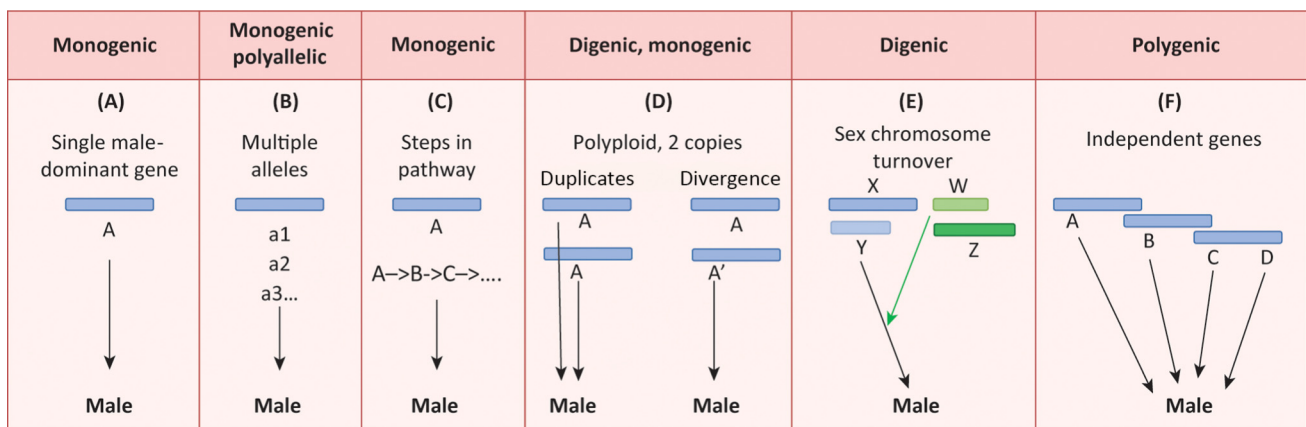 Monogenic
Monogenic
polyallelic
Monogenic
Digenic, monogenic
Digenic
Polygenic
(A)
Single male-
dominant gene
A
Male
(B)
Multiple
alleles
a1
a2
a3...
Male
(C)
Steps in
pathway
A
A–>B->C–>....
Male
(D)
Polyploid, 2 copies
Duplicates
A
A
Male
Divergence
A
A’
Male
(E)
Sex chromosome
turnover
X W
Y Z
Male
(F)
Independent genes
A
B
C D
Male